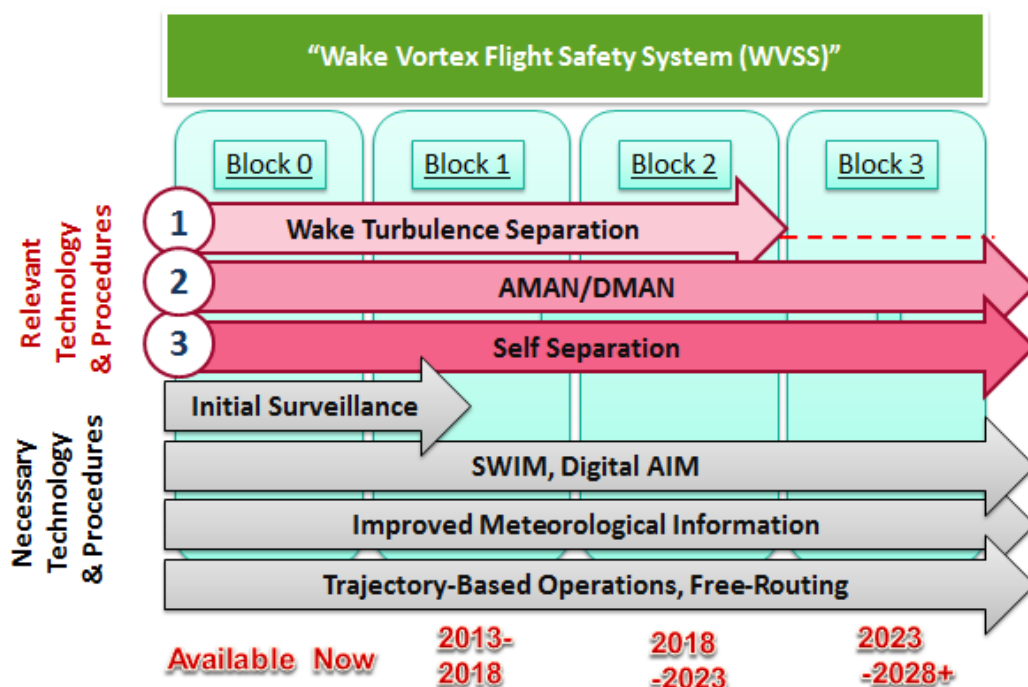 “Wake Vortex Flight Safety System (WVSS)”
Block 0
Block 1
Block 2
Block 3
Relevant
Technology
& Procedures
1
Wake Turbulence Separation
2
AMAN/DMAN
3
Self Separation
Necessary
Technology
& Procedures
Initial Surveillance
SWIM, Digital AIM
Improved Meteorological Information
Trajectory-Based Operations, Free-Routing
Available Now
2013-
2018
2018
-2023
2023
-2028+